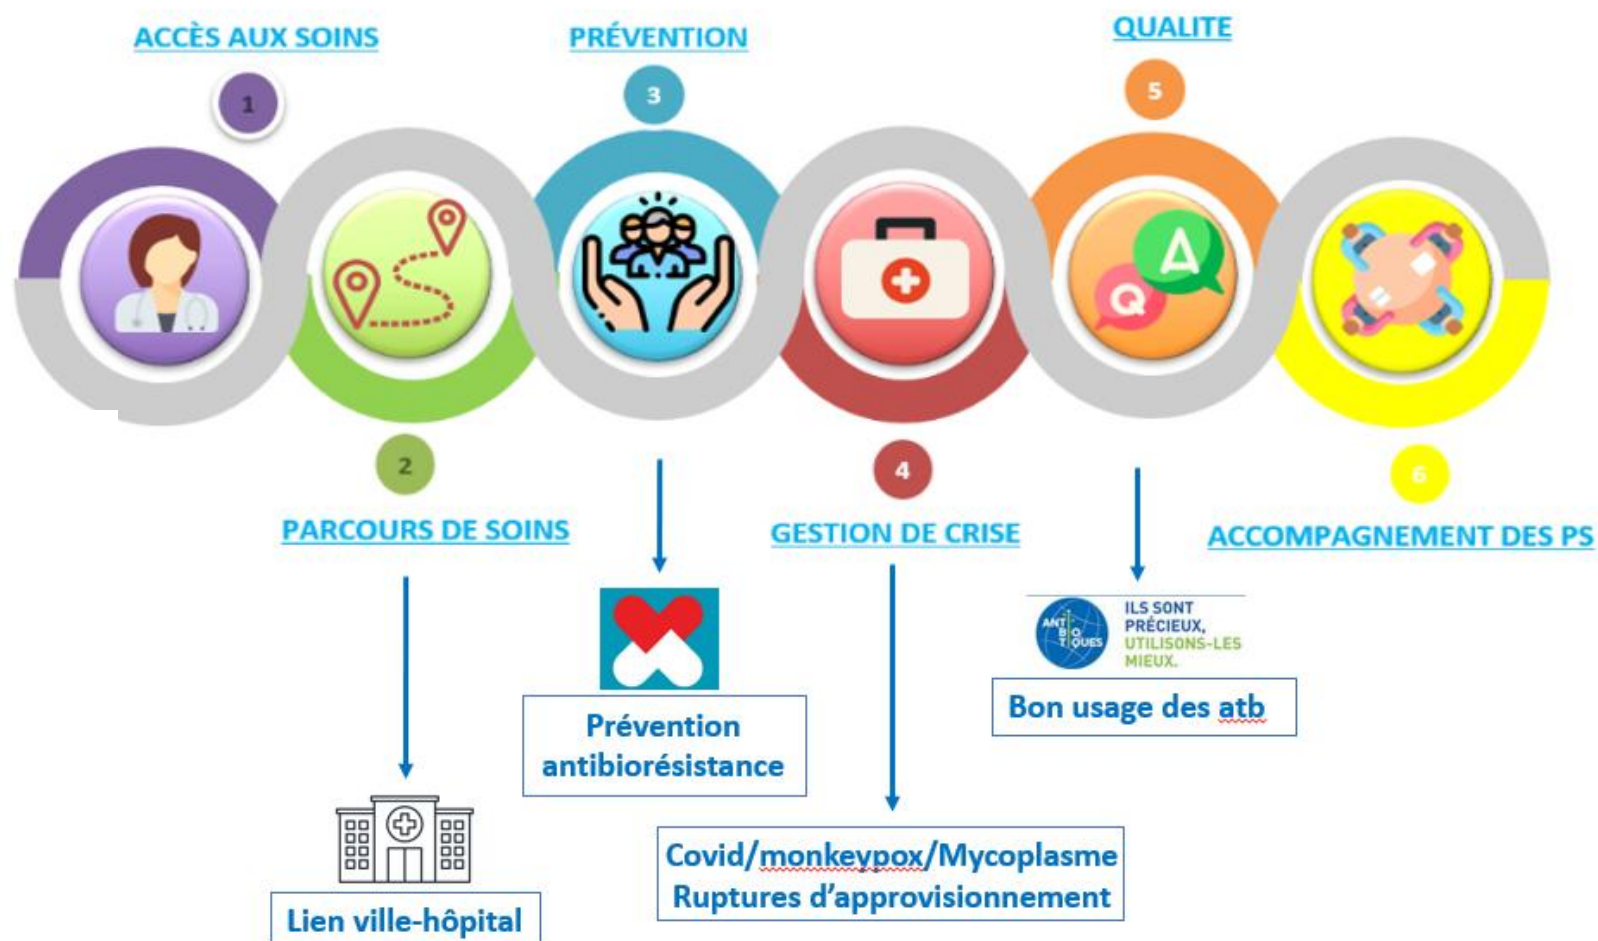 ACCÈS AUX SOINS
1
PRÉVENTION
3
QUALITE
5
Q
A
2
PARCOURS DE SOINS
4
GESTION DE CRISE
6
ACCOMPAGNEMENT DES PS
ANTIBIOTIQUES
ILS SONT
PRÉCIEUX,
UTILISONS-LES
MIEUX.
Bon usage des atb
Prévention
antibiorésistance
Covid/monkeypox/Mycoplasme
Ruptures d’approvisionnement
Lien ville-hôpital